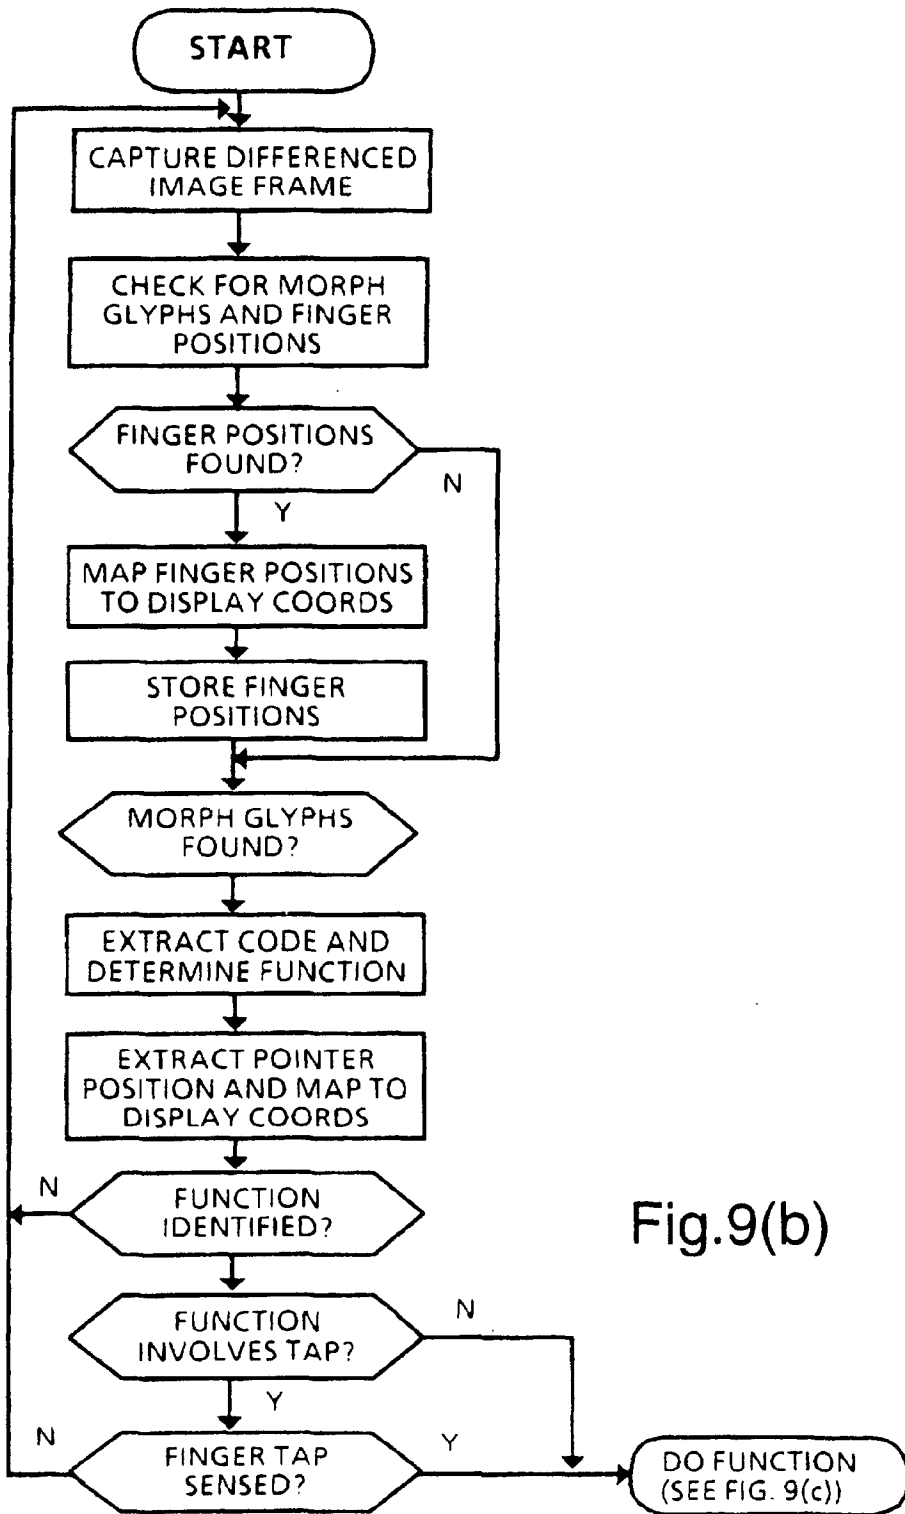 START
CAPTURE DIFFERENCED
IMAGE FRAME
CHECK FOR MORPH
GLYPHS AND FINGER
POSITIONS
FINGER POSITIONS
FOUND?
N
Y
MAP FINGER POSITIONS
TO DISPLAY COORDS
STORE FINGER
POSITIONS
MORPH GLYPHS
FOUND?
EXTRACT CODE AND
DETERMINE FUNCTION
EXTRACT POINTER
POSITION AND MAP TO
DISPLAY COORDS
N
FUNCTION
IDENTIFIED?
Fig.9(b)
FUNCTION
INVOLVES TAP?
N
Y
N
FINGER TAP
SENSED?
Y
DO FUNCTION
(SEE FIG. 9(c))